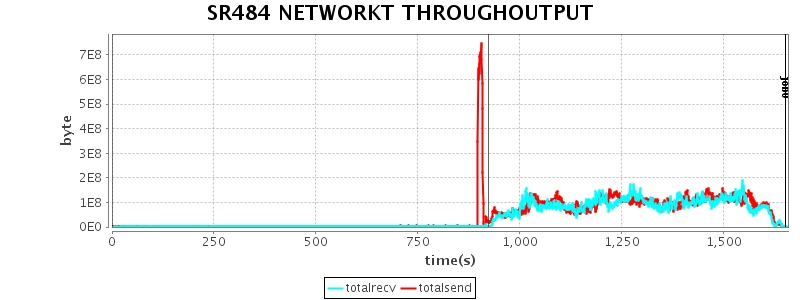 SR484 NETWORKT THROUGHOUTPUT
7E8
6E8
5E8
4E8
3E8
2E8
1E8
0E0
byte
0
250
500
750
1,000
1,250
1,500
time(s)
totalrecv totalsend